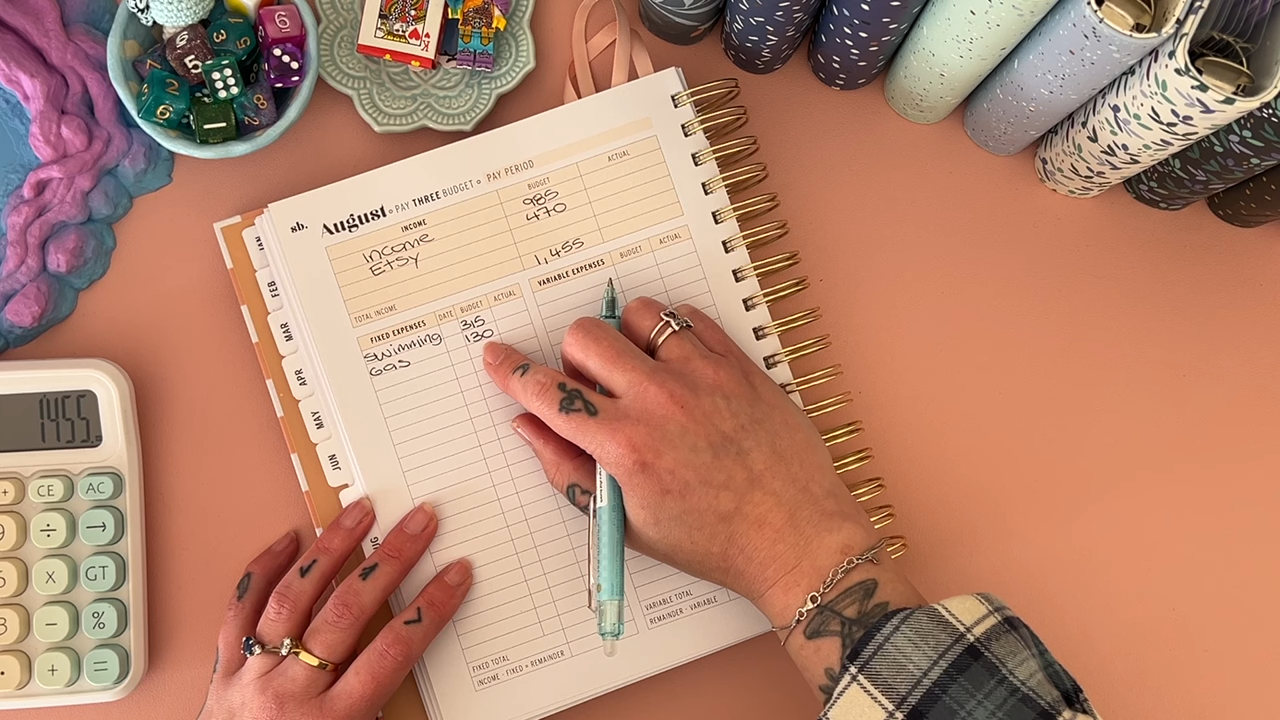 sb. August • PAY THREE BUDGET • PAY PERIOD
INCOME BUDGET ACTUAL
Income 985
Etsy 470
TOTAL INCOME 1,455
FIXED EXPENSES DATE BUDGET ACTUAL
swimming 315
Gas 130
VARIABLE EXPENSES BUDGET ACTUAL
FIXED TOTAL
INCOME - FIXED = REMAINDER
VARIABLE TOTAL
REMAINDER - VARIABLE
JAN
FEB
MAR
APR
MAY
JUN
1455.
CE AC
÷ →
X GT
− %
+ =
K